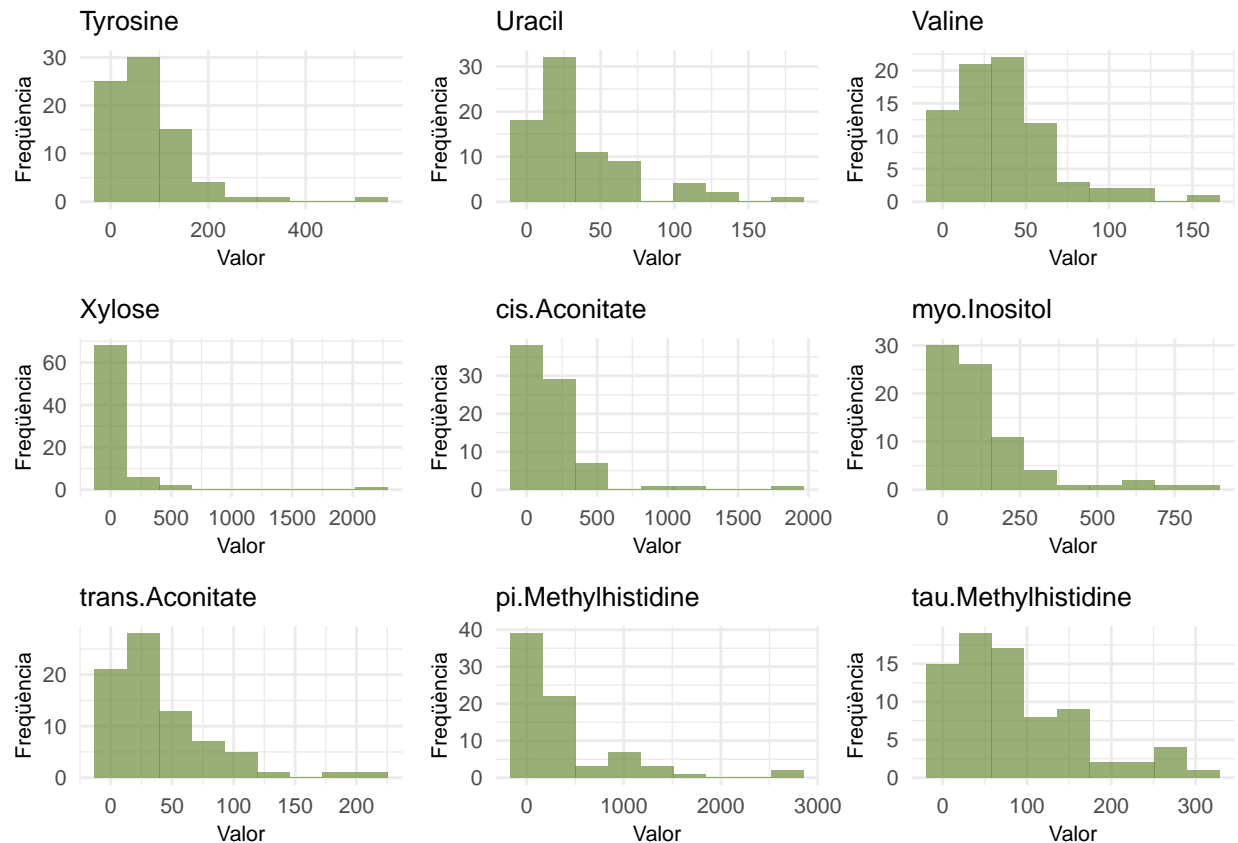 Tyrosine
Freqüència
30
20
10
0
0 200 400
Valor
Uracil
Freqüència
30
20
10
0
0 50 100 150
Valor
Valine
Freqüència
20
15
10
5
0
0 50 100 150
Valor
Xylose
Freqüència
60
40
20
0
0 500 1000 1500 2000
Valor
cis.Aconitate
Freqüència
30
20
10
0
0 500 1000 1500 2000
Valor
myo.Inositol
Freqüència
30
20
10
0
0 250 500 750
Valor
trans.Aconitate
Freqüència
20
10
0
0 50 100 150 200
Valor
pi.Methylhistidine
Freqüència
40
30
20
10
0
0 1000 2000 3000
Valor
tau.Methylhistidine
Freqüència
15
10
5
0
0 100 200 300
Valor